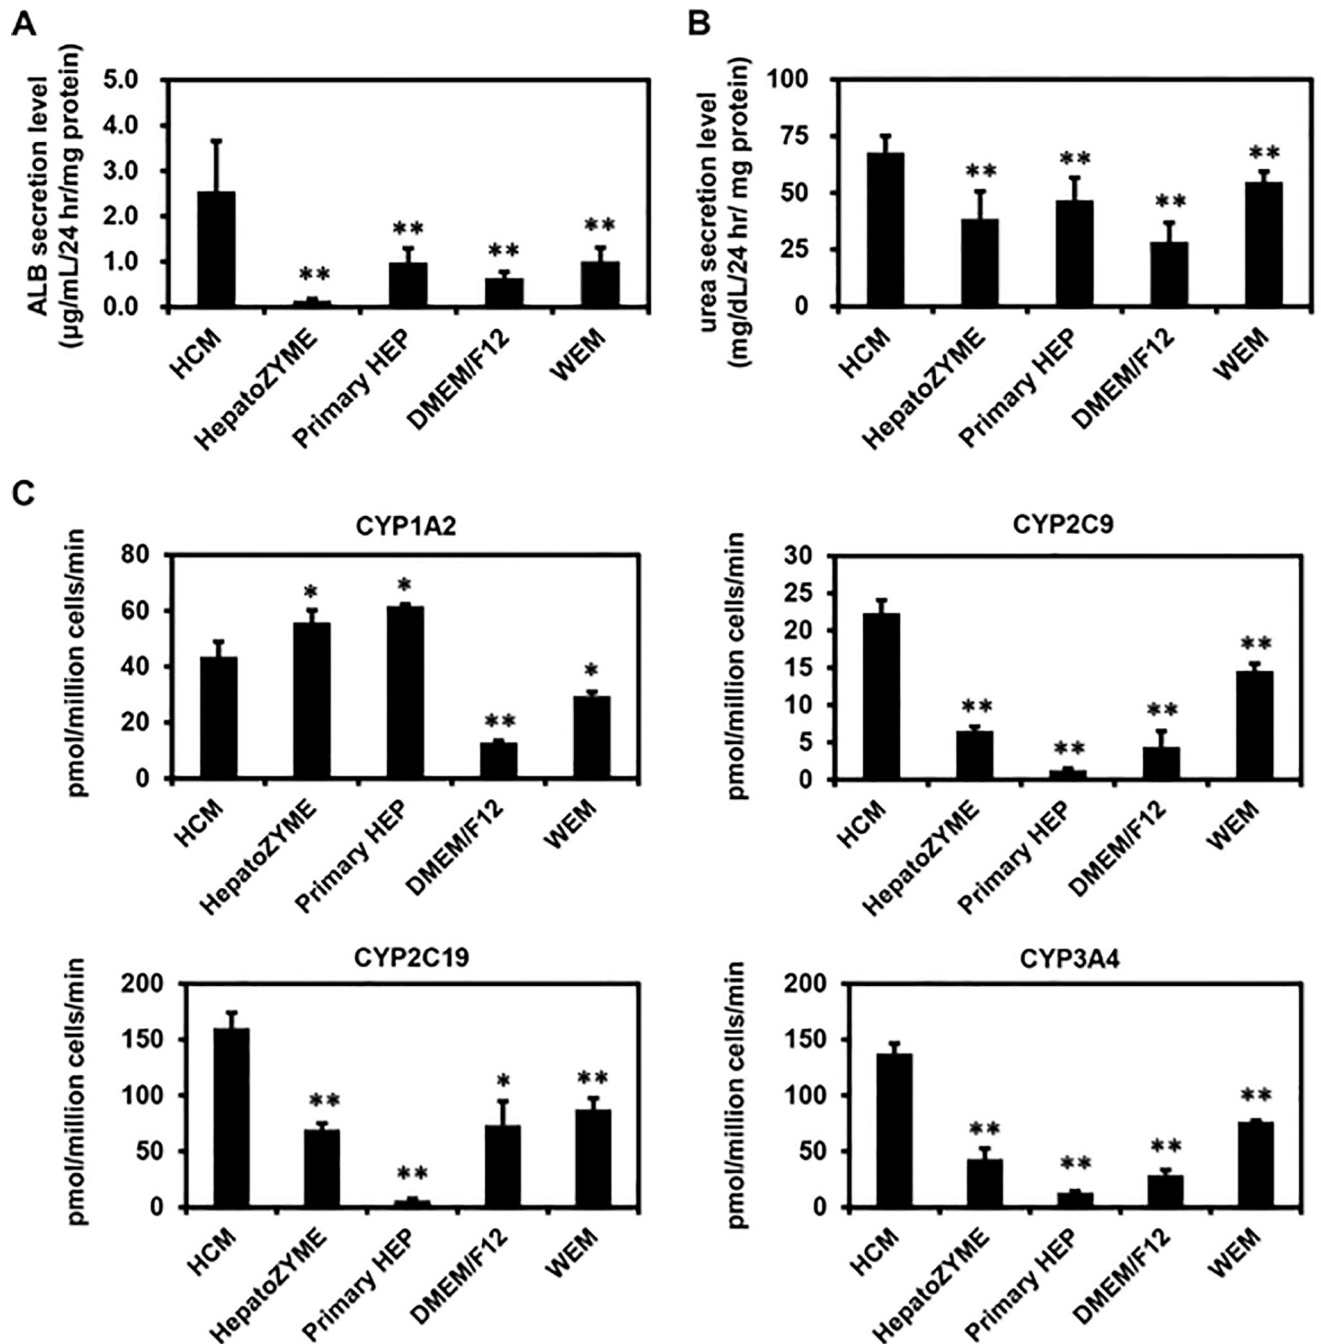 A
ALB secretion level
(µg/mL/24 hr/mg protein)
5.0
4.0
3.0
2.0
1.0
0.0
**
**
**
**
HCM
HepatoZYME
Primary HEP
DMEM/F12
WEM
B
urea secretion level
(mg/dL/24 hr/ mg protein)
100
75
50
25
0
**
**
**
**
HCM
HepatoZYME
Primary HEP
DMEM/F12
WEM
C
CYP1A2
pmol/million cells/min
80
60
40
20
0
*
*
**
*
HCM
HepatoZYME
Primary HEP
DMEM/F12
WEM
CYP2C9
pmol/million cells/min
30
25
20
15
10
5
0
**
**
**
**
HCM
HepatoZYME
Primary HEP
DMEM/F12
WEM
CYP2C19
pmol/million cells/min
200
150
100
50
0
**
**
*
**
HCM
HepatoZYME
Primary HEP
DMEM/F12
WEM
CYP3A4
pmol/million cells/min
200
150
100
50
0
**
**
**
**
HCM
HepatoZYME
Primary HEP
DMEM/F12
WEM